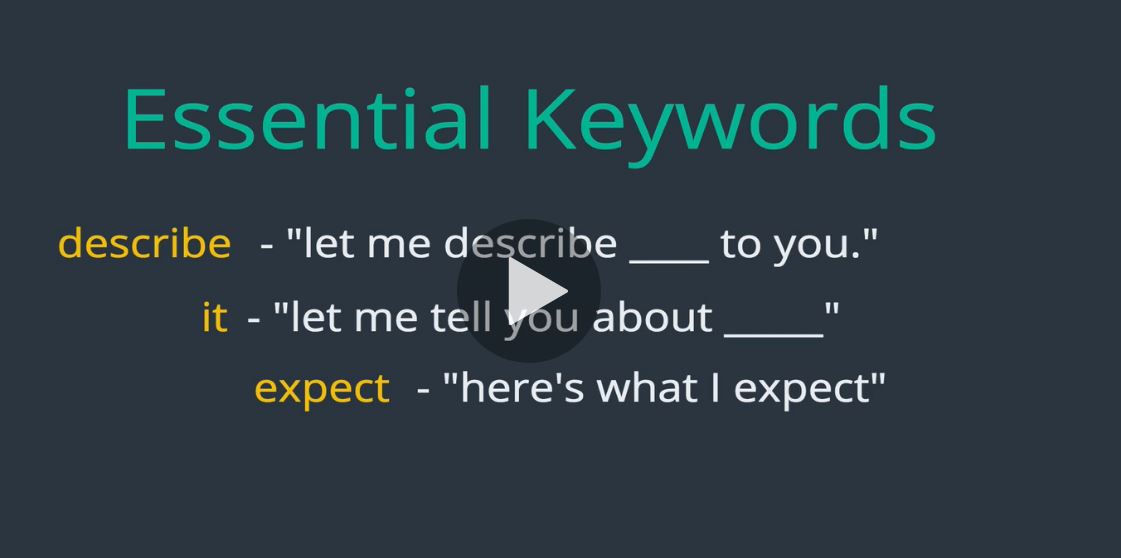 Essential Keywords
describe - "let me describe ____ to you."
it - "let me tell you about _____"
expect - "here's what I expect"